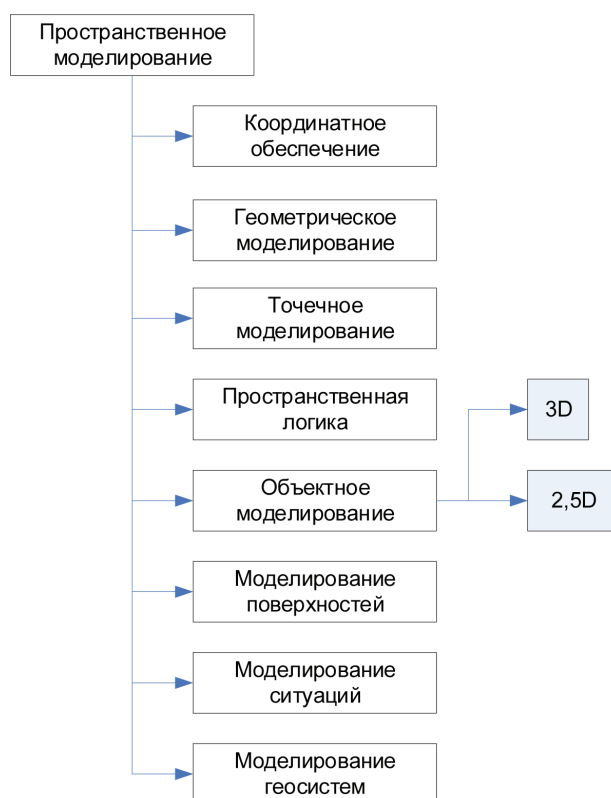 Пространственное
моделирование
Координатное
обеспечение
Геометрическое
моделирование
Точечное
моделирование
Пространственная
логика
3D
Объектное
моделирование
2,5D
Моделирование
поверхностей
Моделирование
ситуаций
Моделирование
геосистем